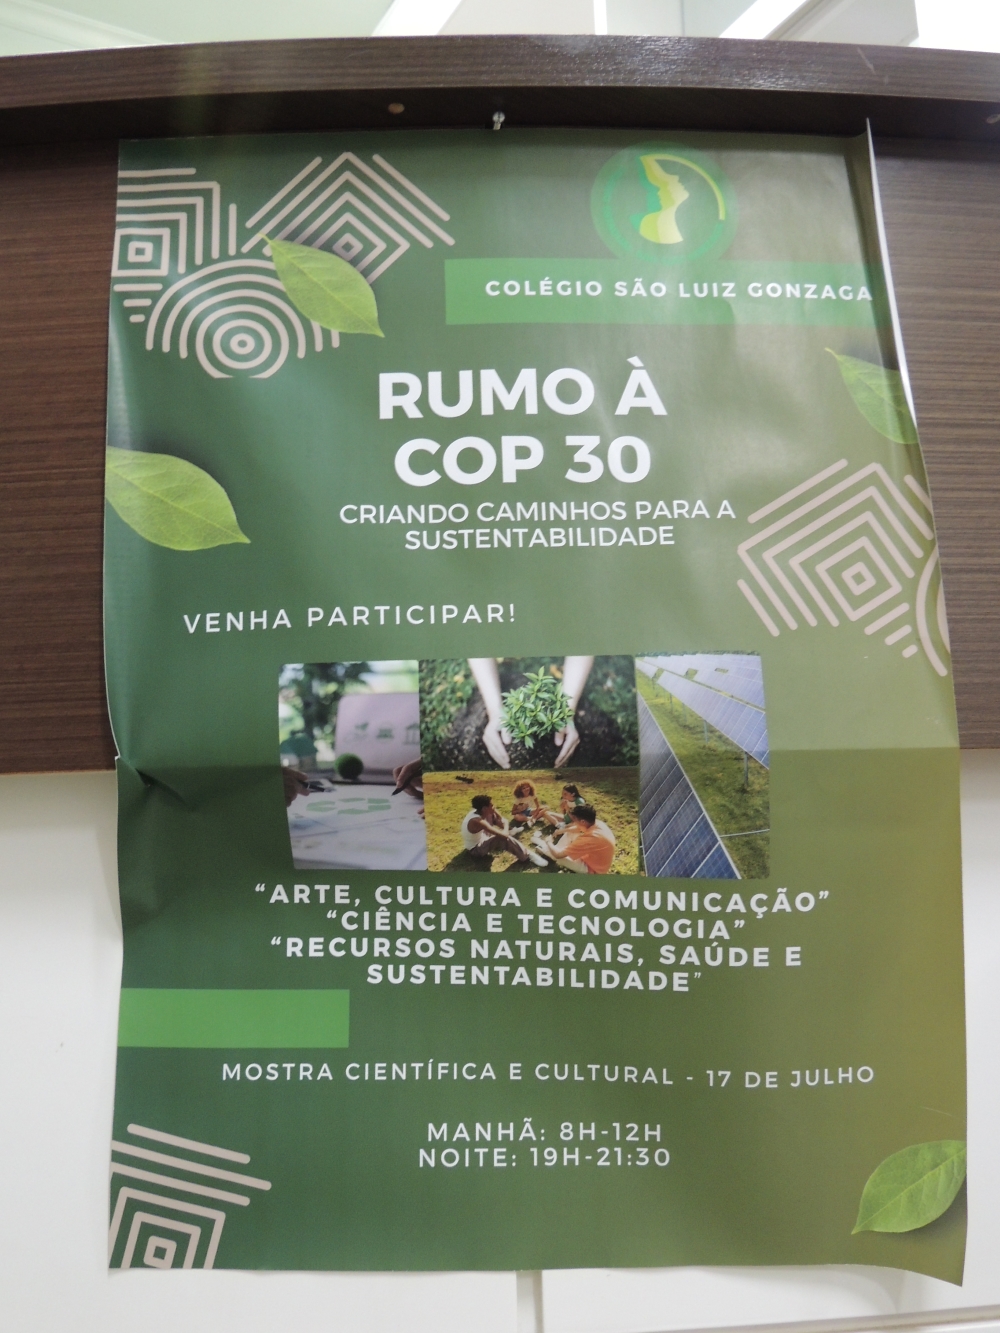 COLÉGIO SÃO LUIZ GONZAGA
RUMO À
COP 30
CRIANDO CAMINHOS PARA A
SUSTENTABILIDADE
VENHA PARTICIPAR!
“ARTE, CULTURA E COMUNICAÇÃO”
“CIÊNCIA E TECNOLOGIA”
“RECURSOS NATURAIS, SAÚDE E
SUSTENTABILIDADE”
MOSTRA CIENTÍFICA E CULTURAL - 17 DE JULHO
MANHÃ: 8H-12H
NOITE: 19H-21:30